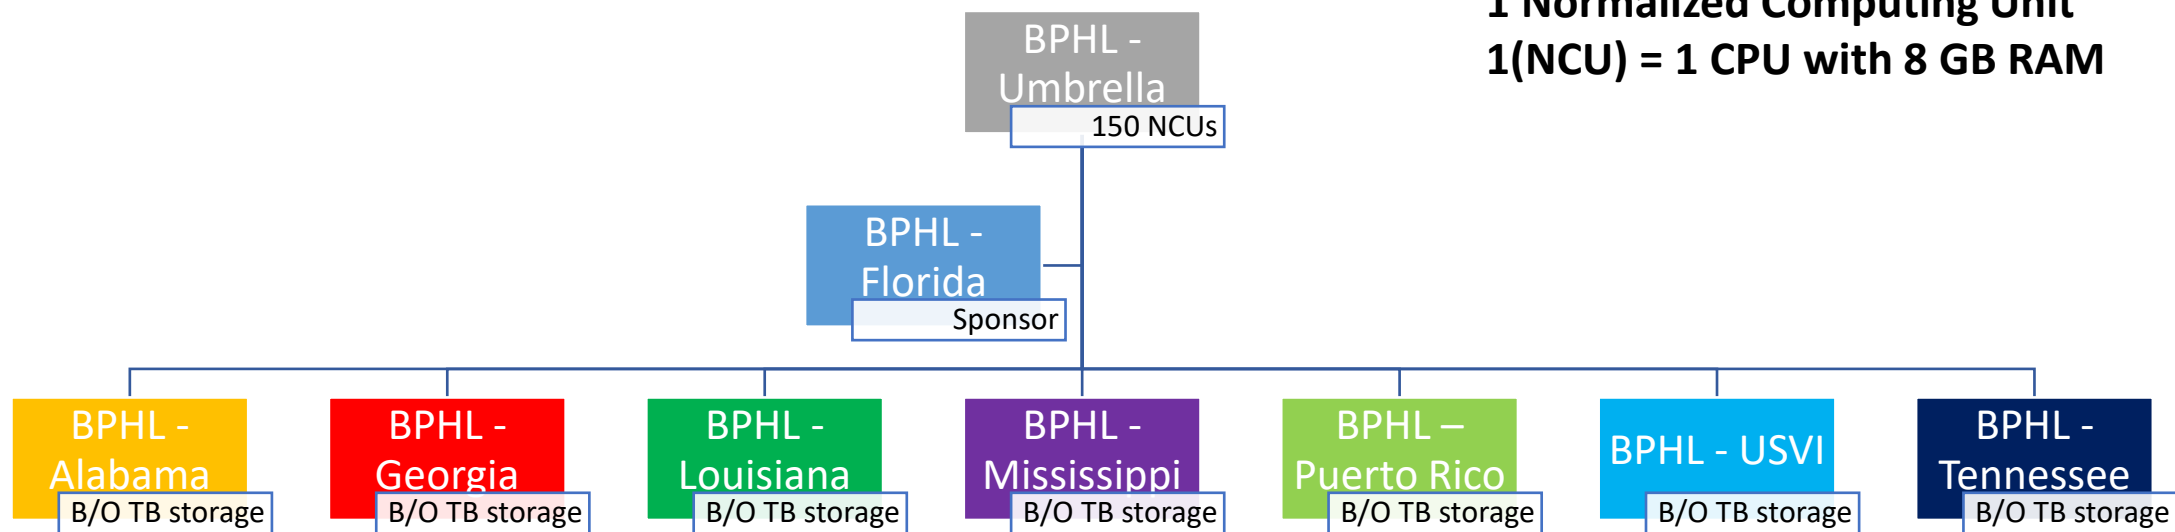 1 Normalized Computing Unit
1(NCU) = 1 CPU with 8 GB RAM
BPHL -
Umbrella
150 NCUs
BPHL -
Florida
Sponsor
BPHL -
Alabama
B/O TB storage
BPHL -
Georgia
B/O TB storage
BPHL -
Louisiana
B/O TB storage
BPHL -
Mississippi
B/O TB storage
BPHL –
Puerto Rico
B/O TB storage
BPHL - USVI
B/O TB storage
BPHL -
Tennessee
B/O TB storage